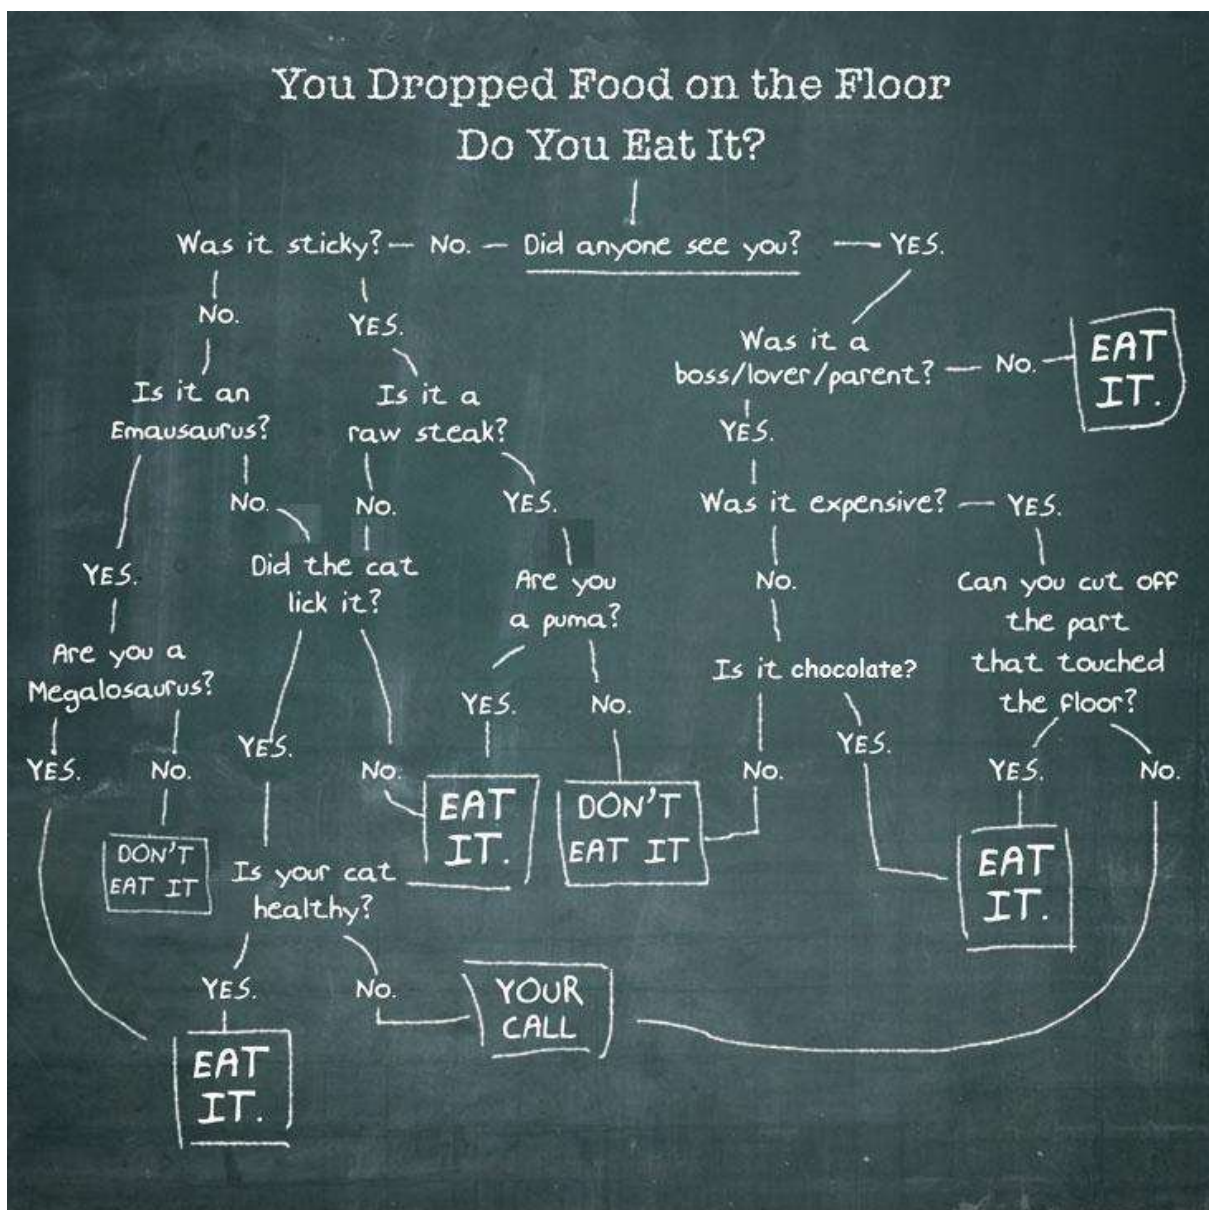 You Dropped Food on the Floor
Do You Eat It?
Was it sticky? No. Did anyone see you? YES.
No.
YES.
Was it a
boss/lover/parent? No.
EAT
IT.
Is it an
Emausaurus?
Is it a
raw steak?
YES.
No.
No.
YES.
Was it expensive? YES.
YES.
Did the cat
lick it?
Are you
a puma?
No.
Can you cut off
the part
that touched
the floor?
Are you a
Megalosaurus?
Is it chocolate?
YES.
No.
YES.
No.
YES.
No.
No.
YES.
YES.
No.
EAT
IT.
DON'T
EAT IT
DON'T
EAT IT
Is your cat
healthy?
EAT
IT.
YES.
No.
YOUR
CALL
EAT
IT.